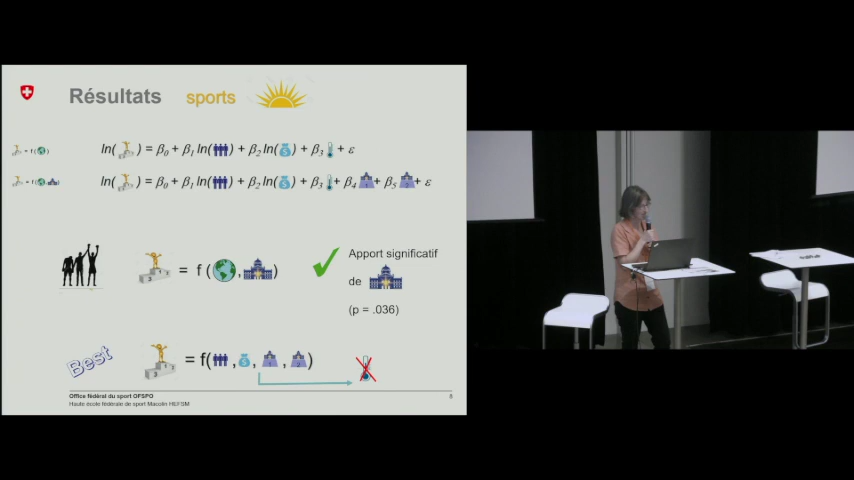 Résultats sports
ln( ) = β0 + β1 ln( ) + β2 ln( ) + β3 + ε
ln( ) = β0 + β1 ln( ) + β2 ln( ) + β3 + β4 + β5 + ε
= f ( , )
Apport significatif
de
(p = .036)
Best
= f( , , , )
Office fédéral du sport OFSPO
Haute école fédérale de sport Macolin HEFSM
8